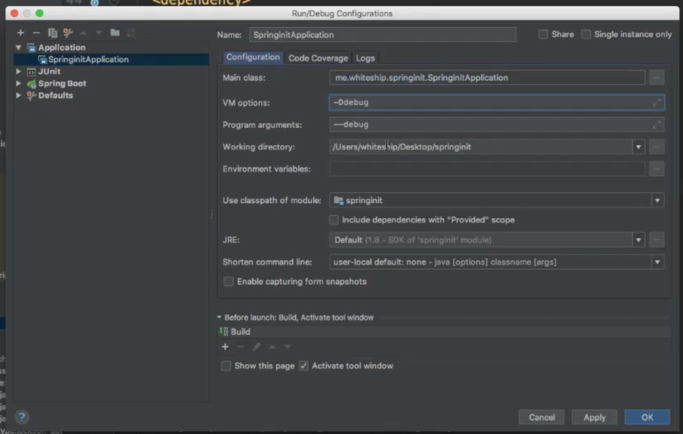 <dependency>
Run/Debug Configurations
Application
SpringinitApplication
JUnit
Spring Boot
Defaults
Name: SpringinitApplication
Share
Single instance only
Configuration Code Coverage Logs
Main class: me.whiteship.springinit.SpringinitApplication
VM options: -Ddebug
Program arguments: --debug
Working directory: /Users/whiteship/Desktop/springinit
Environment variables:
Use classpath of module: springinit
Include dependencies with "Provided" scope
JRE: Default (1.8 - SDK of 'springinit' module)
Shorten command line: user-local default: none - java [options] classname [args]
Enable capturing form snapshots
Before launch: Build, Activate tool window
Build
Show this page Activate tool window
? Cancel Apply OK